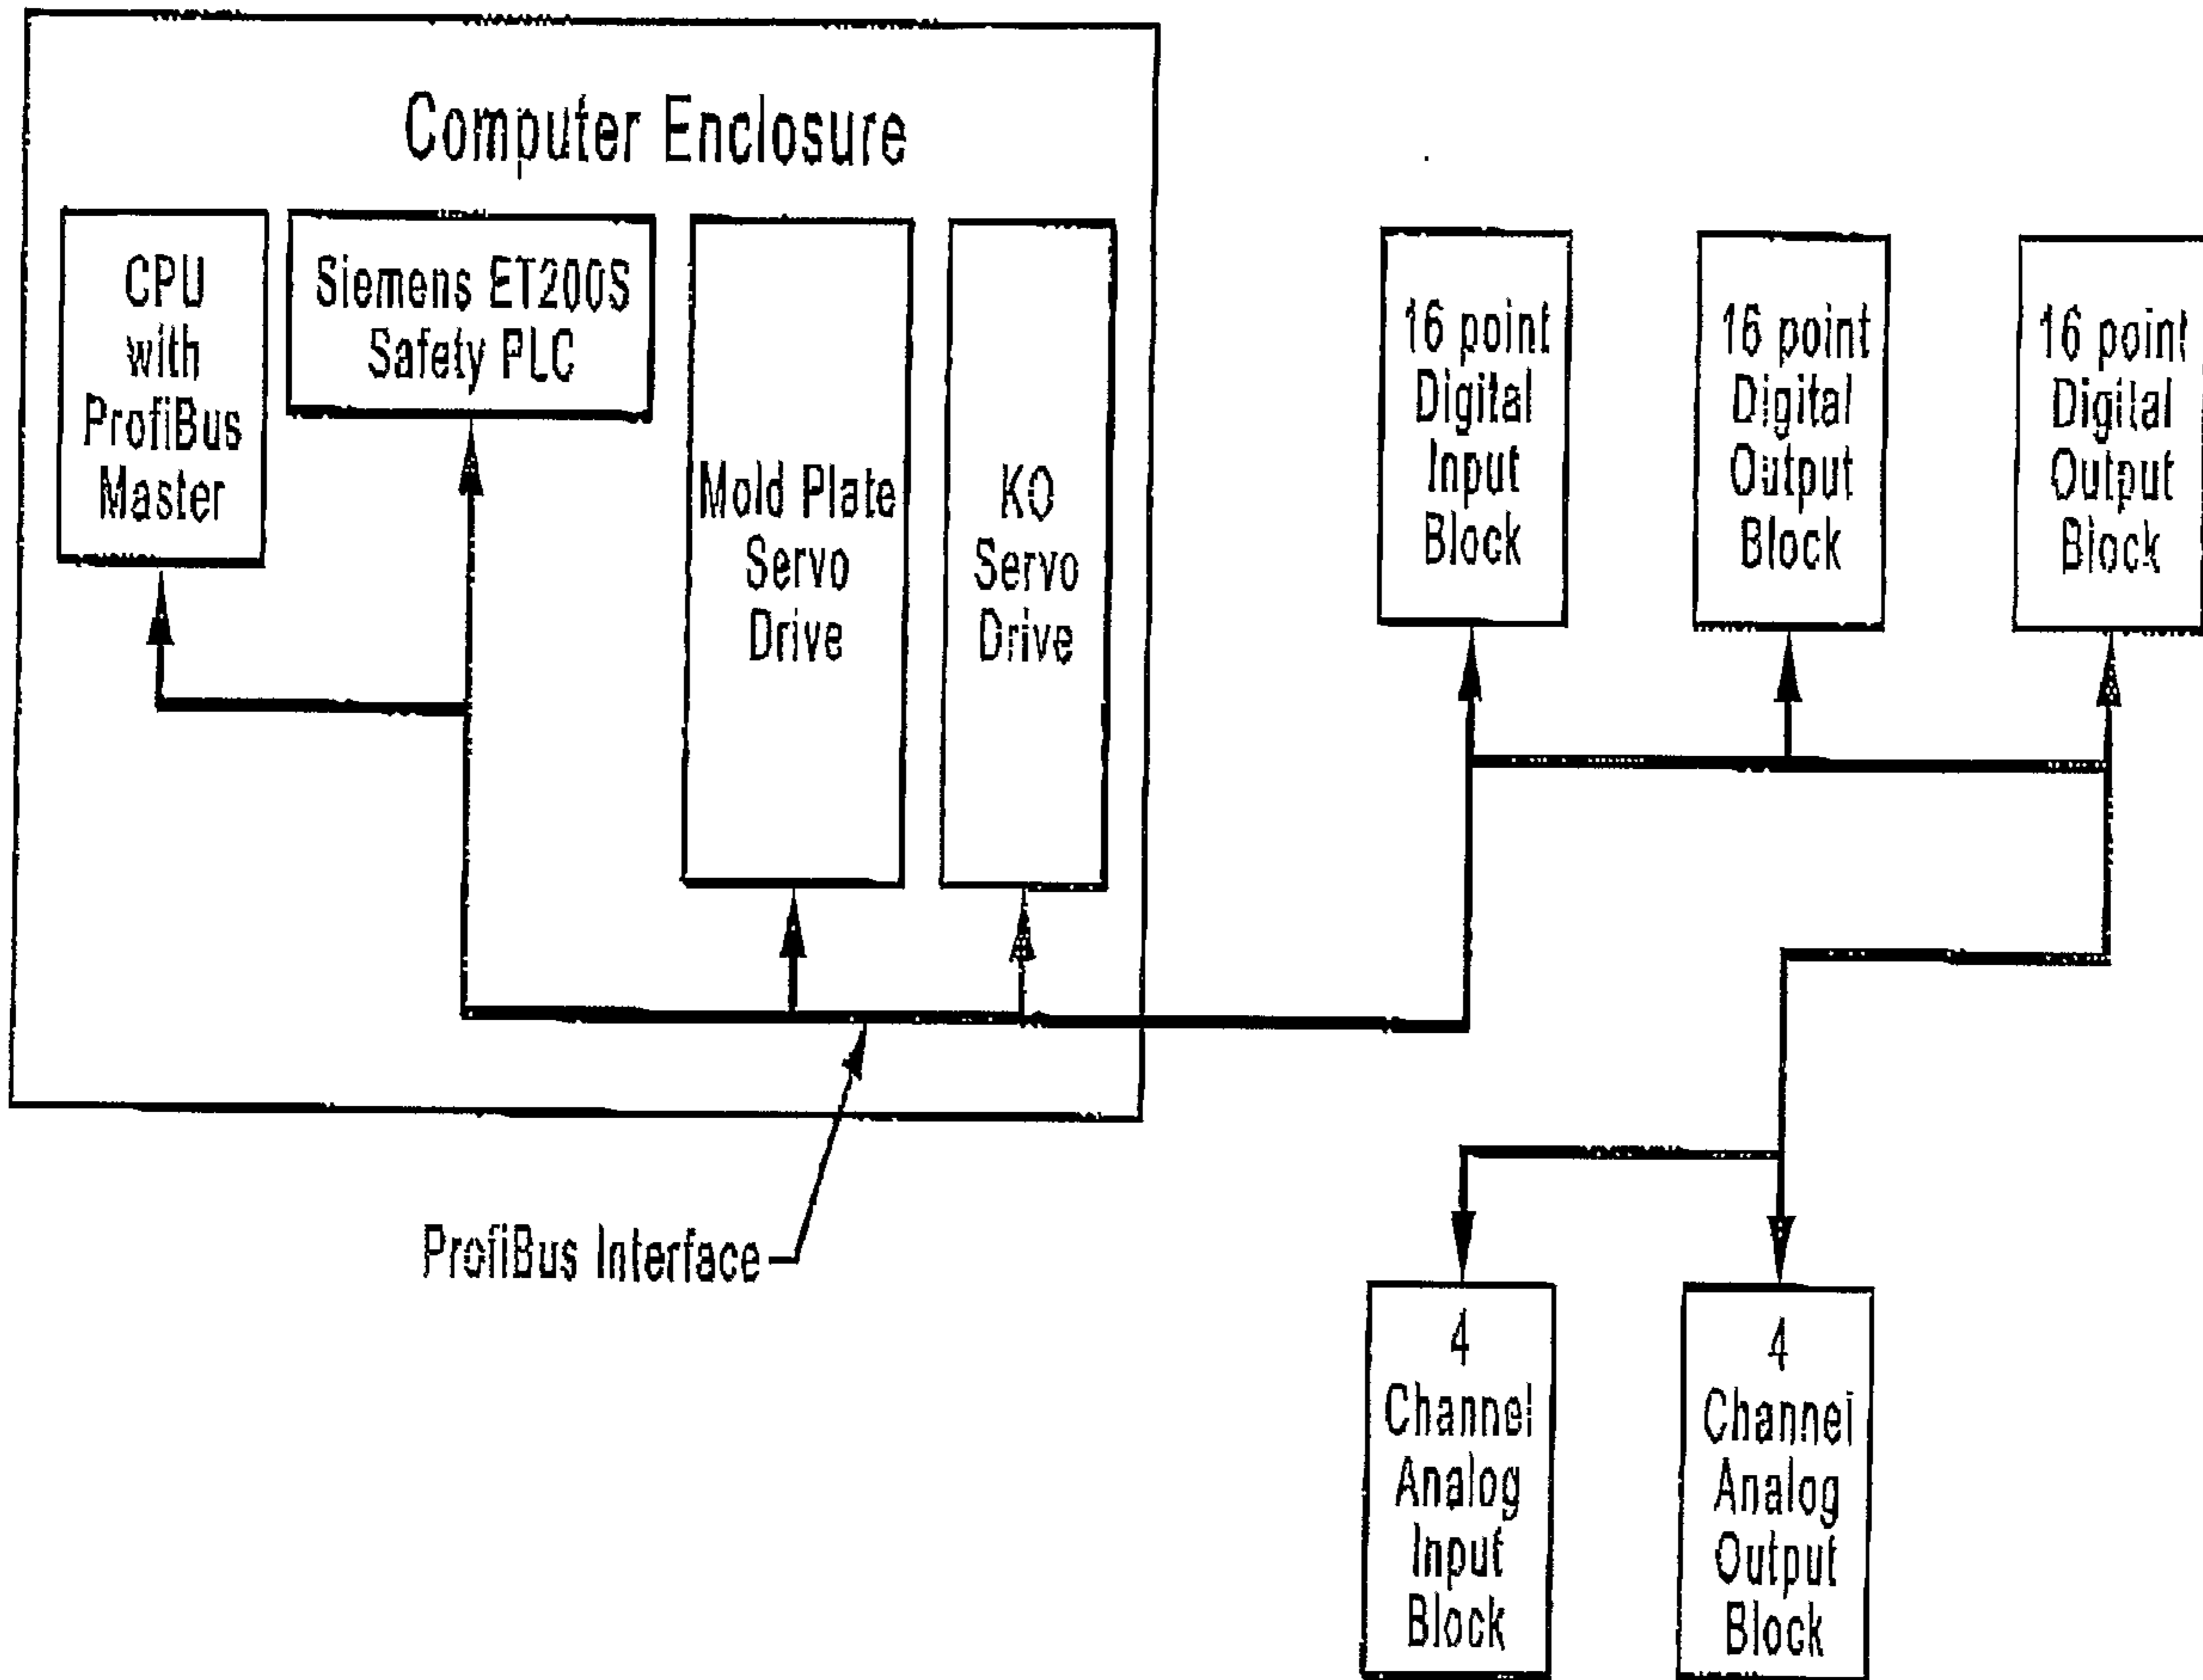 Computer Enclosure
CPU
with
ProfiBus
Master
Siemens ET200S
Safety PLC
Mold Plate
Servo
Drive
KO
Servo
Drive
16 point
Digital
Input
Block
16 point
Digital
Output
Block
16 point
Digital
Output
Block
ProfiBus Interface
4
Channel
Analog
Input
Block
4
Channel
Analog
Output
Block